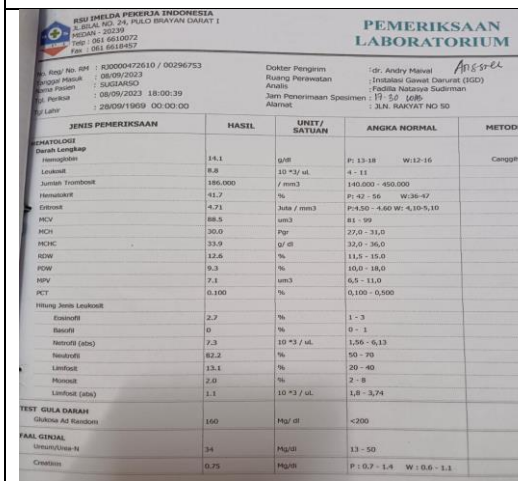 RSU IMELDA PEKERJA INDONESIA
JL.BILAL NO. 24, PULO BRAYAN DARAT I
MEDAN - 20239
Telp : 061 6610072
Fax : 061 6618457
PEMERIKSAAN
LABORATORIUM
No. Reg/ No. RM : RJ0000472610 / 00296753
Tanggal Masuk : 08/09/2023
Nama Pasien : SUGIARSO
Tgl. Periksa : 08/09/2023 18:00:39
Tgl Lahir : 28/09/1969 00:00:00
Dokter Pengirim : dr. Andry Maival
Ruang Perawatan : Instalasi Gawat Darurat (IGD)
Analis : Fadilla Natasya Sudirman
Jam Penerimaan Spesimen : 17.30
Alamat : JLN. RAKYAT NO 50
JENIS PEMERIKSAAN HASIL UNIT/ SATUAN ANGKA NORMAL METOD
HEMATOLOGI
Darah Lengkap
Hemoglobin 14.1 g/dl P: 13-18 W:12-16 Canggih
Leukosit 8.8 10 *3/ uL 4 - 11
Jumlah Trombosit 186.000 / mm3 140.000 - 450.000
Hematokrit 41.7 % P: 42 - 56 W:36-47
Eritrosit 4.71 Juta / mm3 P:4.50 - 4.60 W: 4,10-5,10
MCV 88.5 um3 81 - 99
MCH 30.0 Pgr 27,0 - 31,0
MCHC 33.9 g/ dl 32,0 - 36,0
RDW 12.6 % 11,5 - 15.0
PDW 9.3 % 10,0 - 18,0
MPV 7.1 um3 6,5 - 11,0
PCT 0.100 % 0,100 - 0,500
Hitung Jenis Leukosit
Eosinofil 2.7 % 1 - 3
Basofil 0 % 0 - 1
Netrofil (abs) 7.3 10 *3 / uL 1,56 - 6,13
Neutrofil 82.2 % 50 - 70
Limfosit 13.1 % 20 - 40
Monosit 2.0 % 2 - 8
Limfosit (abs) 1.1 10 *3 / uL 1,8 - 3,74
TEST GULA DARAH
Glukosa Ad Random 160 Mg/ dl <200
FAAL GINJAL
Ureum/Urea-N 34 Mg/dl 13 - 50
Creatinin 0.75 Mg/dl P : 0.7 - 1.4 W : 0.6 - 1.1